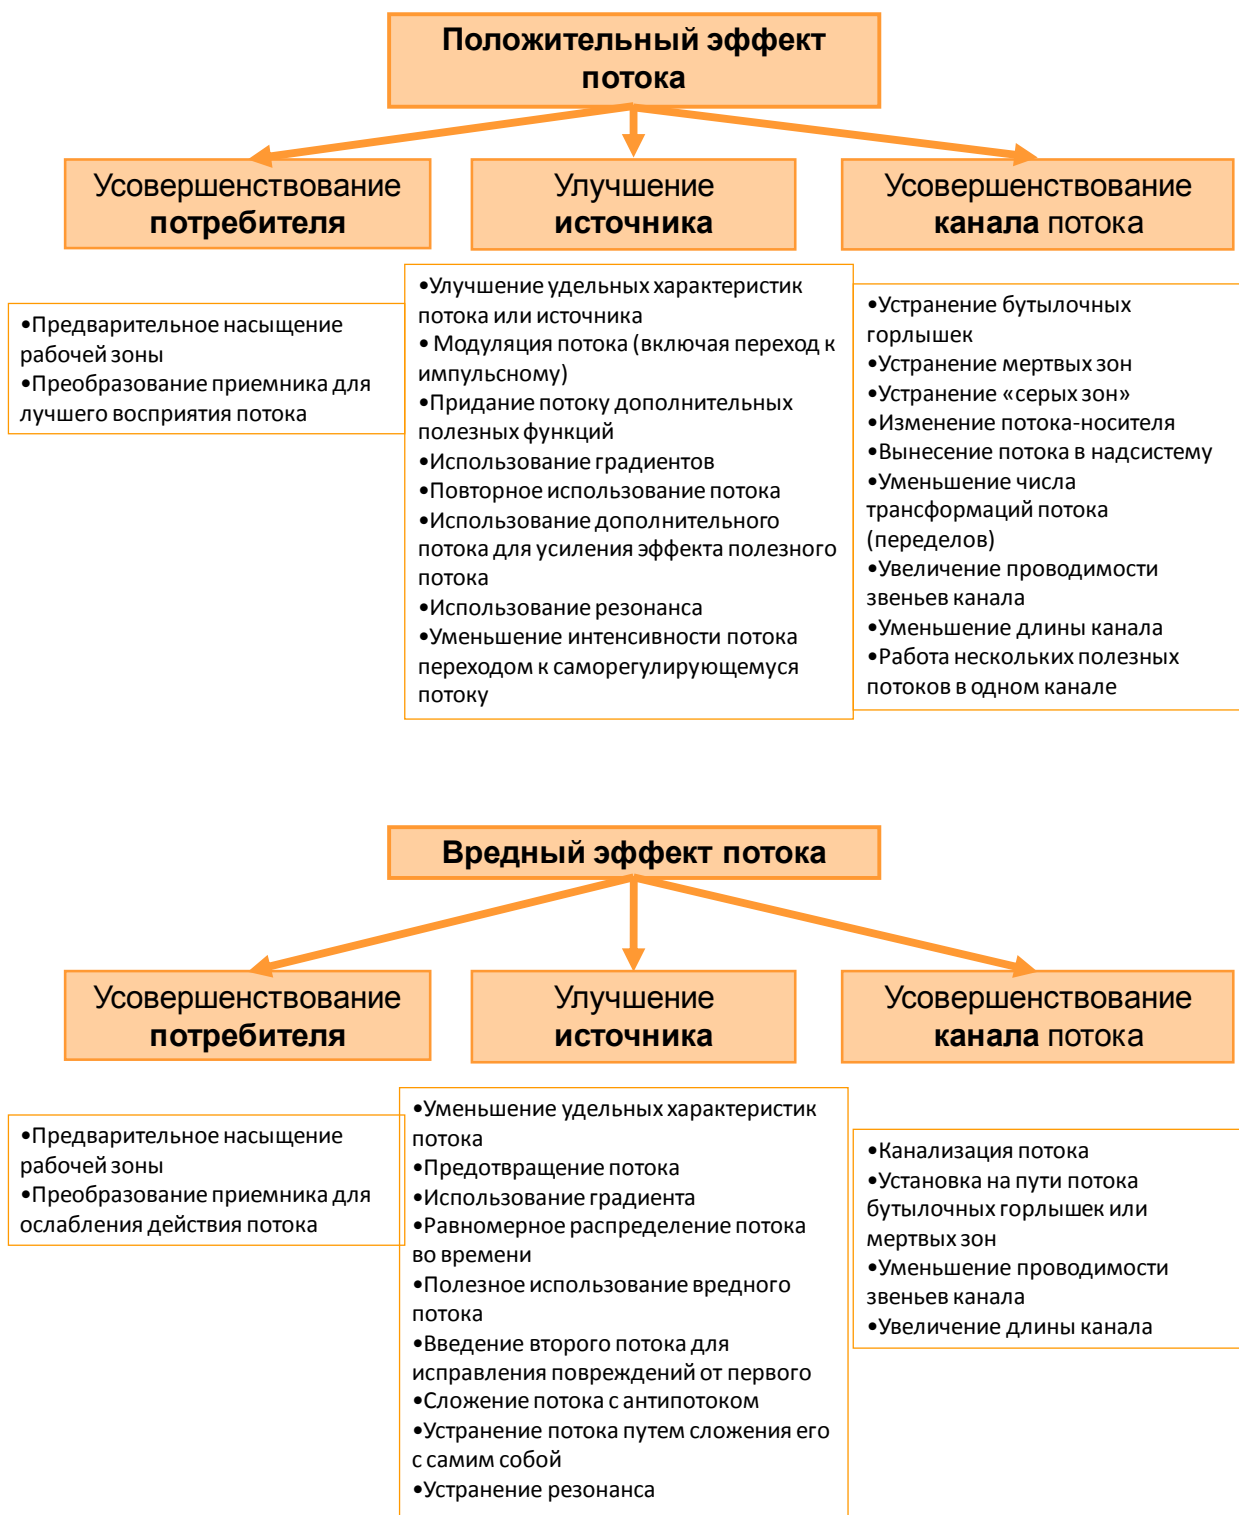 Положительный эффект
потока
Усовершенствование
потребителя
Улучшение
источника
Усовершенствование
канала потока
•Предварительное насыщение
рабочей зоны
•Преобразование приемника для
лучшего восприятия потока
•Улучшение удельных характеристик
потока или источника
• Модуляция потока (включая переход к
импульсному)
•Придание потоку дополнительных
полезных функций
•Использование градиентов
•Повторное использование потока
•Использование дополнительного
потока для усиления эффекта полезного
потока
•Использование резонанса
•Уменьшение интенсивности потока
переходом к саморегулирующемуся
потоку
•Устранение бутылочных
горлышек
•Устранение мертвых зон
•Устранение «серых зон»
•Изменение потока-носителя
•Вынесение потока в надсистему
•Уменьшение числа
трансформаций потока
(переделов)
•Увеличение проводимости
звеньев канала
•Уменьшение длины канала
•Работа нескольких полезных
потоков в одном канале
Вредный эффект потока
Усовершенствование
потребителя
Улучшение
источника
Усовершенствование
канала потока
•Предварительное насыщение
рабочей зоны
•Преобразование приемника для
ослабления действия потока
•Уменьшение удельных характеристик
потока
•Предотвращение потока
•Использование градиента
•Равномерное распределение потока
во времени
•Полезное использование вредного
потока
•Введение второго потока для
исправления повреждений от первого
•Сложение потока с антипотоком
•Устранение потока путем сложения его
с самим собой
•Устранение резонанса
•Канализация потока
•Установка на пути потока
бутылочных горлышек или
мертвых зон
•Уменьшение проводимости
звеньев канала
•Увеличение длины канала